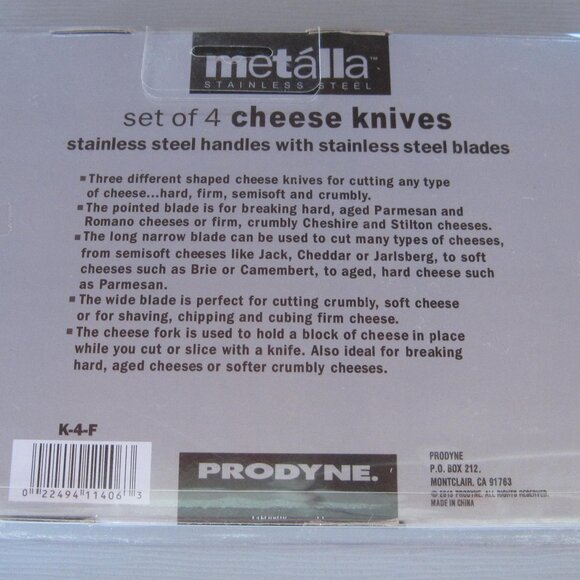 metálla™
STAINLESS STEEL
set of 4 cheese knives
stainless steel handles with stainless steel blades
▪ Three different shaped cheese knives for cutting any type
of cheese...hard, firm, semisoft and crumbly.
▪ The pointed blade is for breaking hard, aged Parmesan and
Romano cheeses or firm, crumbly Cheshire and Stilton cheeses.
▪ The long narrow blade can be used to cut many types of cheeses,
from semisoft cheeses like Jack, Cheddar or Jarlsberg, to soft
cheeses such as Brie or Camembert, to aged, hard cheese such
as Parmesan.
▪ The wide blade is perfect for cutting crumbly, soft cheese
or for shaving, chipping and cubing firm cheese.
▪ The cheese fork is used to hold a block of cheese in place
while you cut or slice with a knife. Also ideal for breaking
hard, aged cheeses or softer crumbly cheeses.
K-4-F
0 22494 11406 3
PRODYNE.
PRODYNE
P.O. BOX 212.
MONTCLAIR. CA 91763
PRODYNE. ALL RIGHTS RESERVED.
MADE IN CHINA